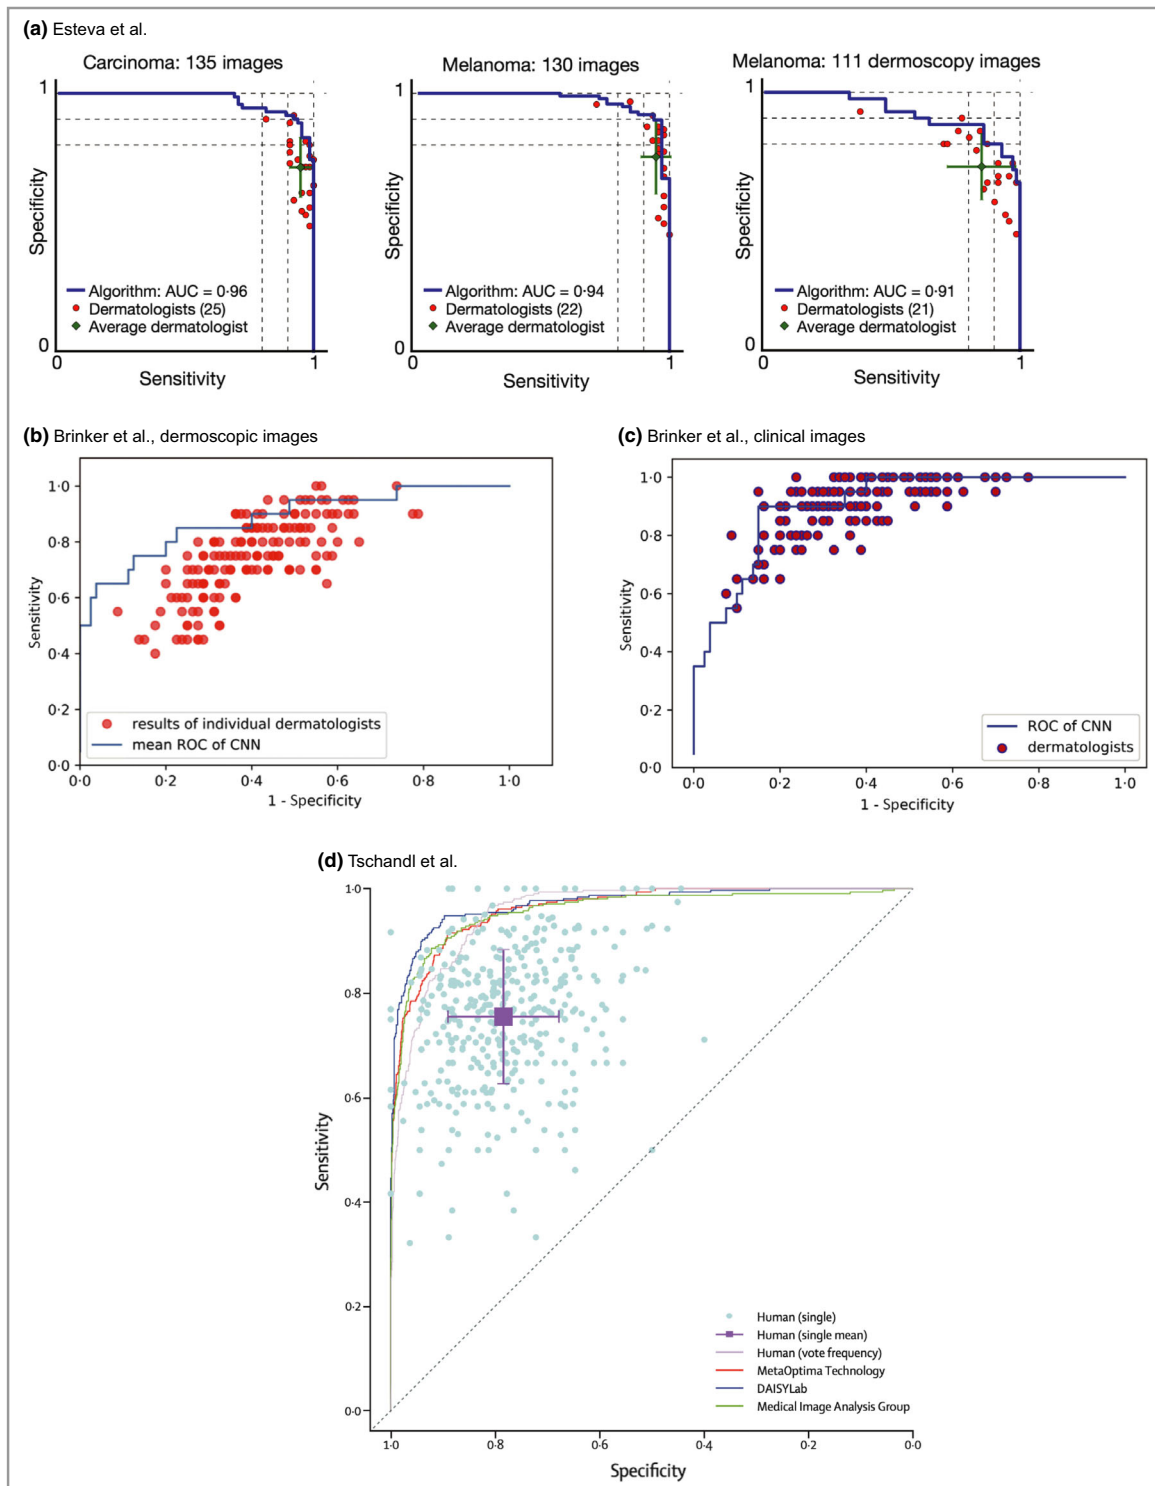 (a) Esteva et al.
Carcinoma: 135 images
1
Specificity
Algorithm: AUC = 0·96
Dermatologists (25)
Average dermatologist
0
0
1
Sensitivity
Melanoma: 130 images
1
Specificity
Algorithm: AUC = 0·94
Dermatologists (22)
Average dermatologist
0
0
1
Sensitivity
Melanoma: 111 dermoscopy images
1
Specificity
Algorithm: AUC = 0·91
Dermatologists (21)
Average dermatologist
0
0
1
Sensitivity
(b) Brinker et al., dermoscopic images
1·0
0·8
0·6
0·4
0·2
0·0
Sensitivity
results of individual dermatologists
mean ROC of CNN
0·0 0·2 0·4 0·6 0·8 1·0
1 - Specificity
(c) Brinker et al., clinical images
1·0
0·8
0·6
0·4
0·2
0·0
Sensitivity
ROC of CNN
dermatologists
0·0 0·2 0·4 0·6 0·8 1·0
1 - Specificity
(d) Tschandl et al.
1·0
0·8
0·6
0·4
0·2
0·0
Sensitivity
Human (single)
Human (single mean)
Human (vote frequency)
MetaOptima Technology
DAISYLab
Medical Image Analysis Group
1·0 0·8 0·6 0·4 0·2 0·0
Specificity